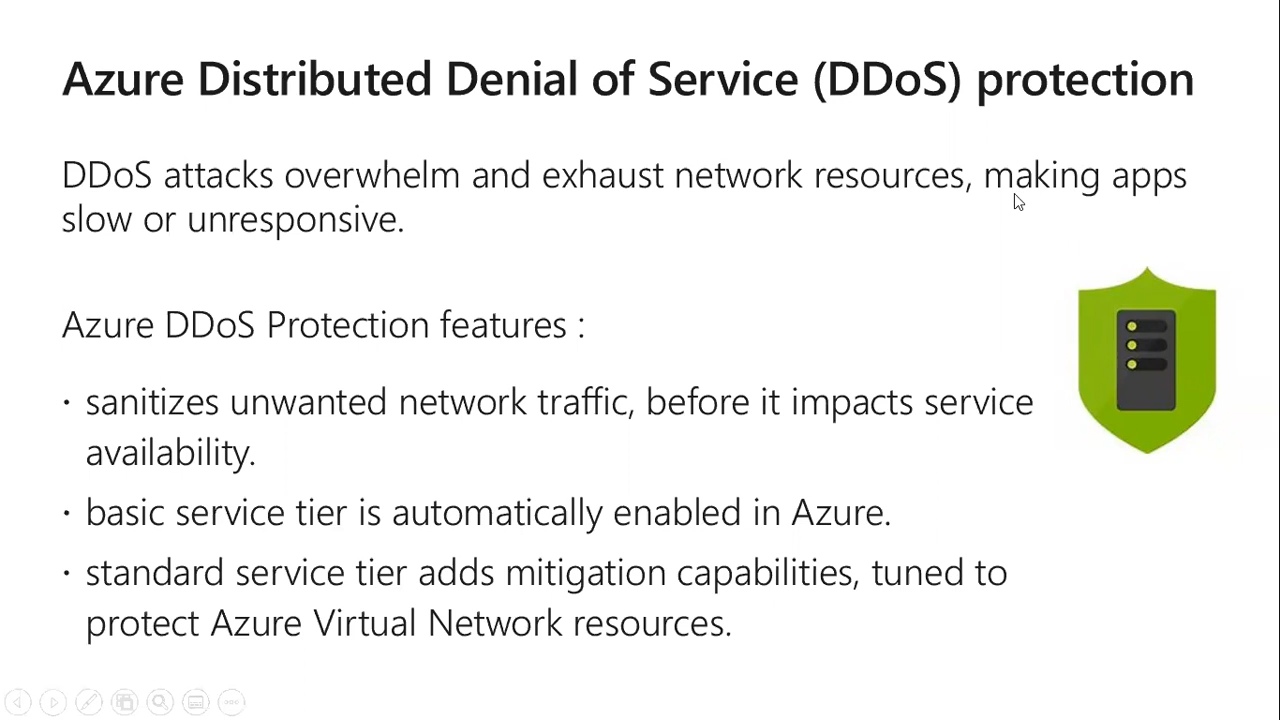 Azure Distributed Denial of Service (DDoS) protection
DDoS attacks overwhelm and exhaust network resources, making apps
slow or unresponsive.
Azure DDoS Protection features :
· sanitizes unwanted network traffic, before it impacts service
availability.
· basic service tier is automatically enabled in Azure.
· standard service tier adds mitigation capabilities, tuned to
protect Azure Virtual Network resources.